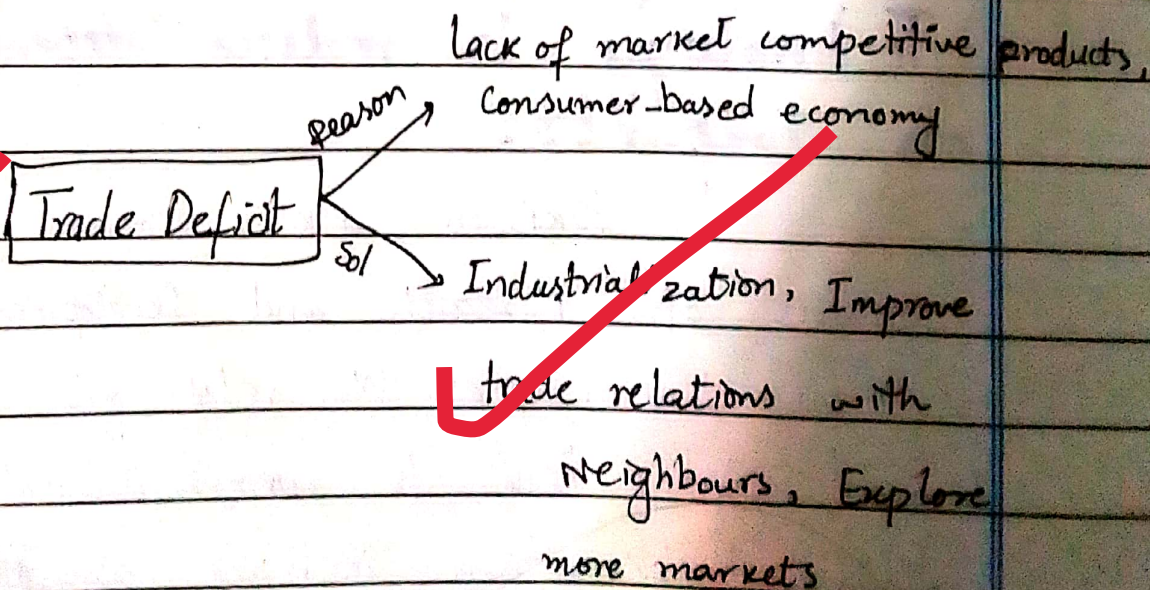 lack of market competitive products,
reason
Consumer-based economy
Trade Deficit
Sol
Industrialization, Improve
trade relations with
Neighbours, Explore
more markets